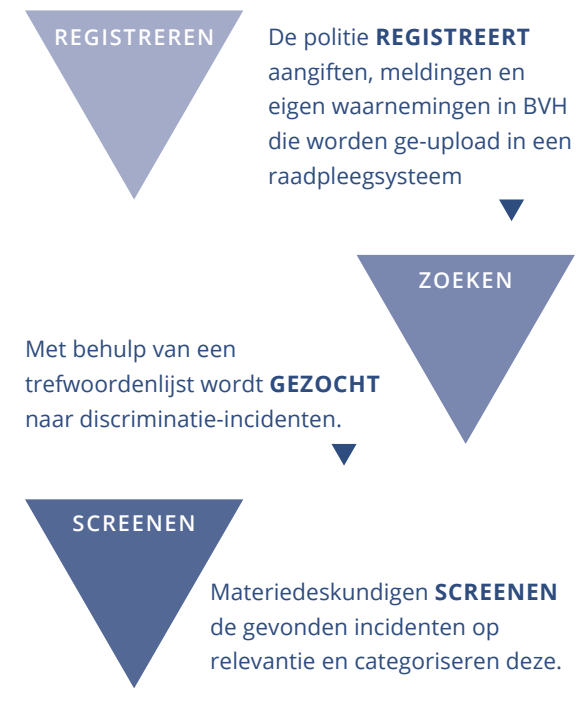 REGISTREREN
De politie REGISTREERT
aangiften, meldingen en
eigen waarnemingen in BVH
die worden ge-upload in een
raadpleegsysteem
ZOEKEN
Met behulp van een
trefwoordenlijst wordt GEZOCHT
naar discriminatie-incidenten.
SCREENEN
Materiedeskundigen SCREENEN
de gevonden incidenten op
relevantie en categoriseren deze.